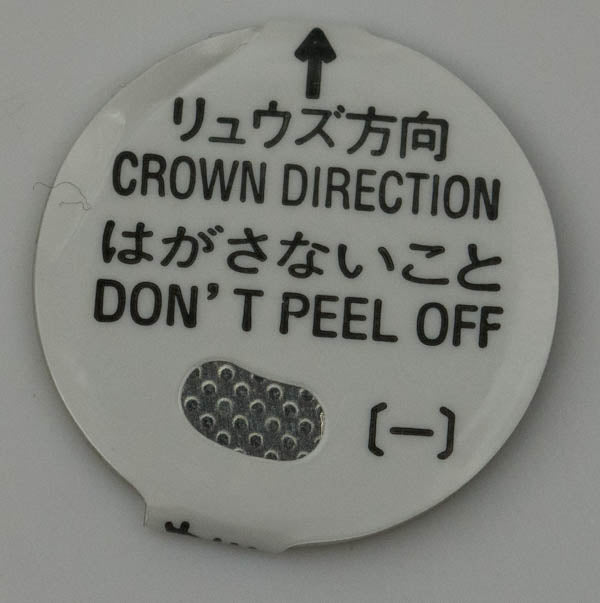 リュウズ方向
CROWN DIRECTION
はがさないこと
DON'T PEEL OFF
(-)